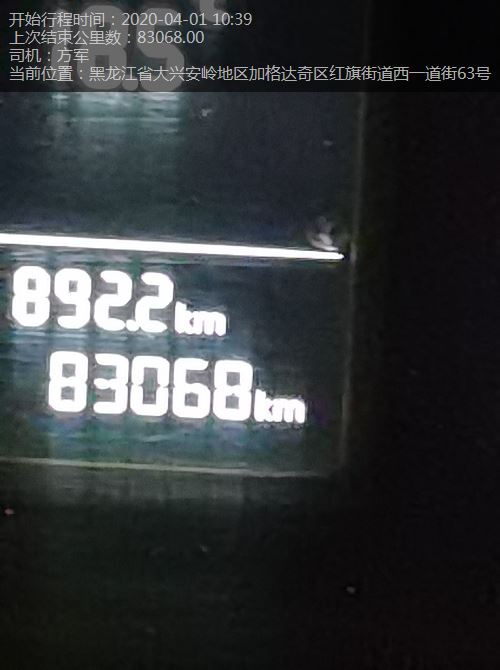 开始行程时间：2020-04-01 10:39
上次结束公里数：83068.00
司机：方军
当前位置：黑龙江省大兴安岭地区加格达奇区红旗街道西一道街63号
892.2km
83068km